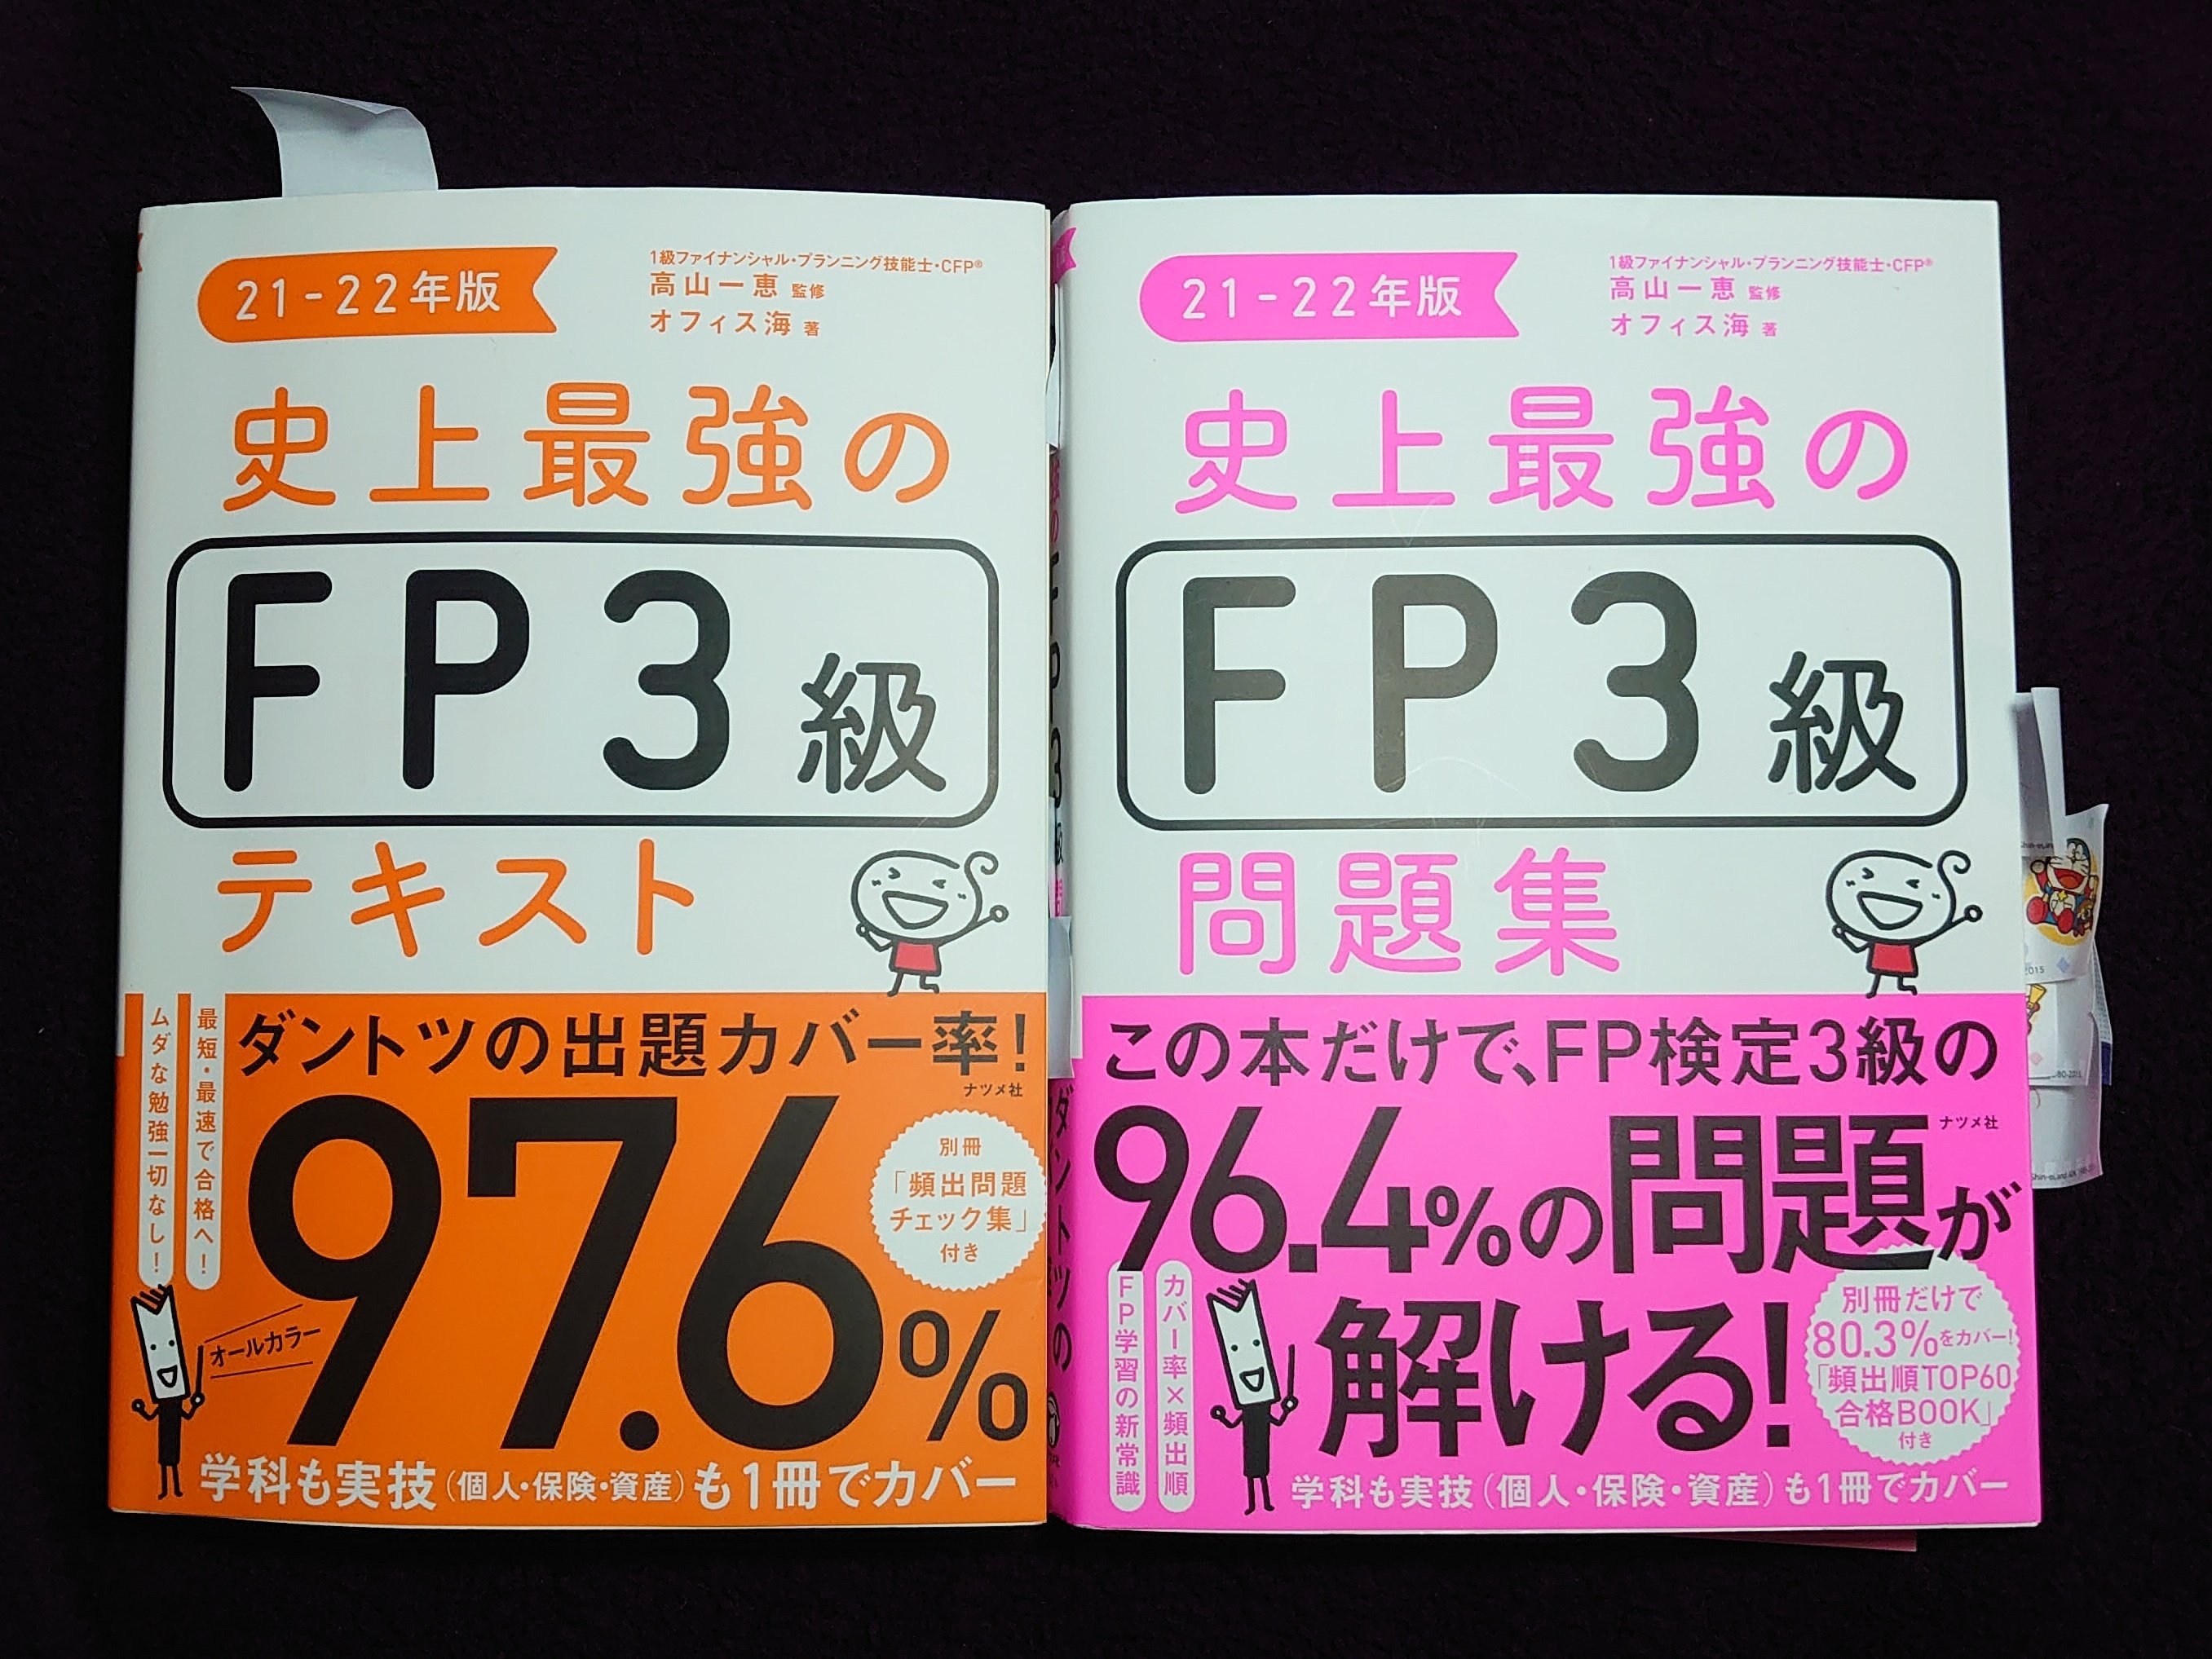 21-22年版
1級ファイナンシャル・プランニング技能士・CFP®
高山一恵 監修
オフィス海 著
史上最強の
FP3級
テキスト
ダントツの出題カバー率!
ナツメ社
最短・最速で合格へ!
ムダな勉強一切なし!
97.6%
別冊
「頻出問題
チェック集」
付き
オールカラー
学科も実技(個人・保険・資産)も1冊でカバー
21-22年版
1級ファイナンシャル・プランニング技能士・CFP®
高山一恵 監修
オフィス海 著
史上最強の
FP3級
問題集
この本だけで、FP検定3級の
ナツメ社
96.4%の問題が
解ける!
カバー率×頻出順
FP学習の新常識
別冊だけで
80.3%をカバー!
「頻出順TOP60
合格BOOK」
付き
学科も実技(個人・保険・資産)も1冊でカバー